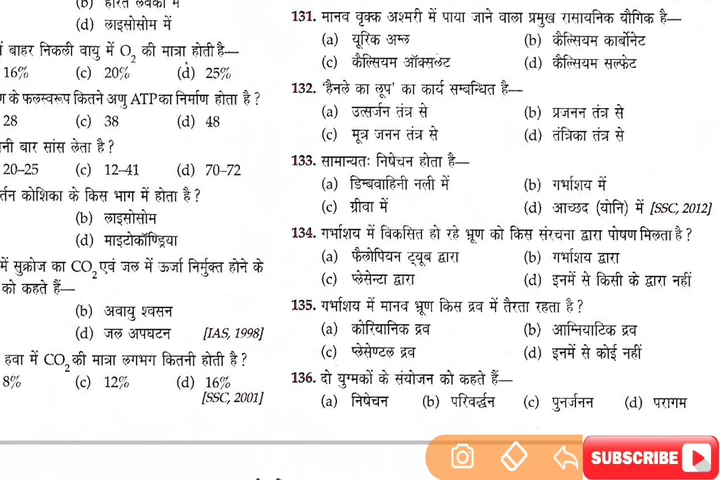 b) हरित लवकों में
(d) लाइसोसोम में
बाहर निकली वायु में O₂ की मात्रा होती है—
16% (c) 20% (d) 25%
के फलस्वरूप कितने अणु ATP का निर्माण होता है ?
28 (c) 38 (d) 48
नी बार सांस लेता है ?
20–25 (c) 12–41 (d) 70–72
र्तन कोशिका के किस भाग में होता है ?
(b) लाइसोसोम
(d) माइटोकॉण्ड्रिया
में सुक्रोज का CO₂ एवं जल में ऊर्जा निर्मुक्त होने के
को कहते हैं—
(b) अवायु श्वसन
(d) जल अपघटन [IAS, 1998]
हवा में CO₂ की मात्रा लगभग कितनी होती है ?
8% (c) 12% (d) 16%
[SSC, 2001]
131. मानव वृक्क अश्मरी में पाया जाने वाला प्रमुख रासायनिक यौगिक है—
(a) यूरिक अम्ल (b) कैल्सियम कार्बोनेट
(c) कैल्सियम ऑक्सलेट (d) कैल्सियम सल्फेट
132. ‘हैनले का लूप’ का कार्य सम्बन्धित है—
(a) उत्सर्जन तंत्र से (b) प्रजनन तंत्र से
(c) मूत्र जनन तंत्र से (d) तंत्रिका तंत्र से
133. सामान्यतः निषेचन होता है—
(a) डिम्बवाहिनी नली में (b) गर्भाशय में
(c) ग्रीवा में (d) आच्छद (योनि) में [SSC, 2012]
134. गर्भाशय में विकसित हो रहे भ्रूण को किस संरचना द्वारा पोषण मिलता है ?
(a) फैलोपियन ट्यूब द्वारा (b) गर्भाशय द्वारा
(c) प्लेसेन्टा द्वारा (d) इनमें से किसी के द्वारा नहीं
135. गर्भाशय में मानव भ्रूण किस द्रव में तैरता रहता है ?
(a) कोरियानिक द्रव (b) आम्नियाटिक द्रव
(c) प्लेसेण्टल द्रव (d) इनमें से कोई नहीं
136. दो युग्मकों के संयोजन को कहते हैं—
(a) निषेचन (b) परिवर्द्धन (c) पुनर्जनन (d) परागम
SUBSCRIBE